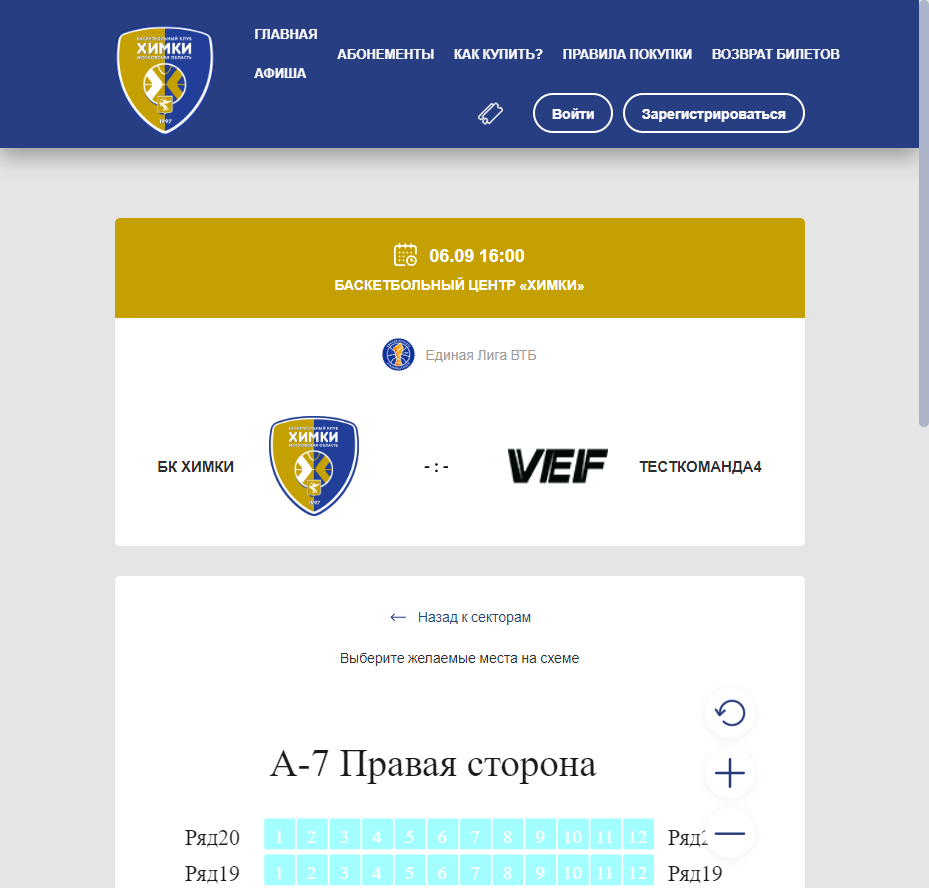 БАСКЕТБОЛЬНЫЙ КЛУБ
ХИМКИ
МОСКОВСКАЯ ОБЛАСТЬ
1997
ГЛАВНАЯ
АБОНЕМЕНТЫ КАК КУПИТЬ? ПРАВИЛА ПОКУПКИ ВОЗВРАТ БИЛЕТОВ
АФИША
Войти Зарегистрироваться
06.09 16:00
БАСКЕТБОЛЬНЫЙ ЦЕНТР «ХИМКИ»
Единая Лига ВТБ
БАСКЕТБОЛЬНЫЙ КЛУБ
ХИМКИ
МОСКОВСКАЯ ОБЛАСТЬ
1997
БК ХИМКИ - : - VEF ТЕСТКОМАНДА4
← Назад к секторам
Выберите желаемые места на схеме
А-7 Правая сторона
Ряд20 1 2 3 4 5 6 7 8 9 10 11 12 Ряд2
Ряд19 1 2 3 4 5 6 7 8 9 10 11 12 Ряд19